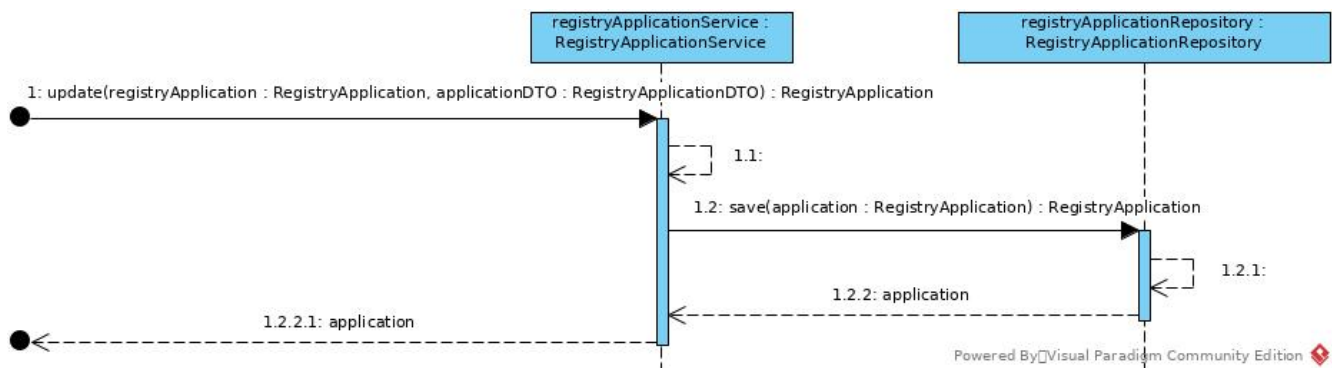 registryApplicationService :
RegistryApplicationService
registryApplicationRepository :
RegistryApplicationRepository
1: update(registryApplication : RegistryApplication, applicationDTO : RegistryApplicationDTO) : RegistryApplication
1.1:
1.2: save(application : RegistryApplication) : RegistryApplication
1.2.1:
1.2.2: application
1.2.2.1: application
Powered By Visual Paradigm Community Edition